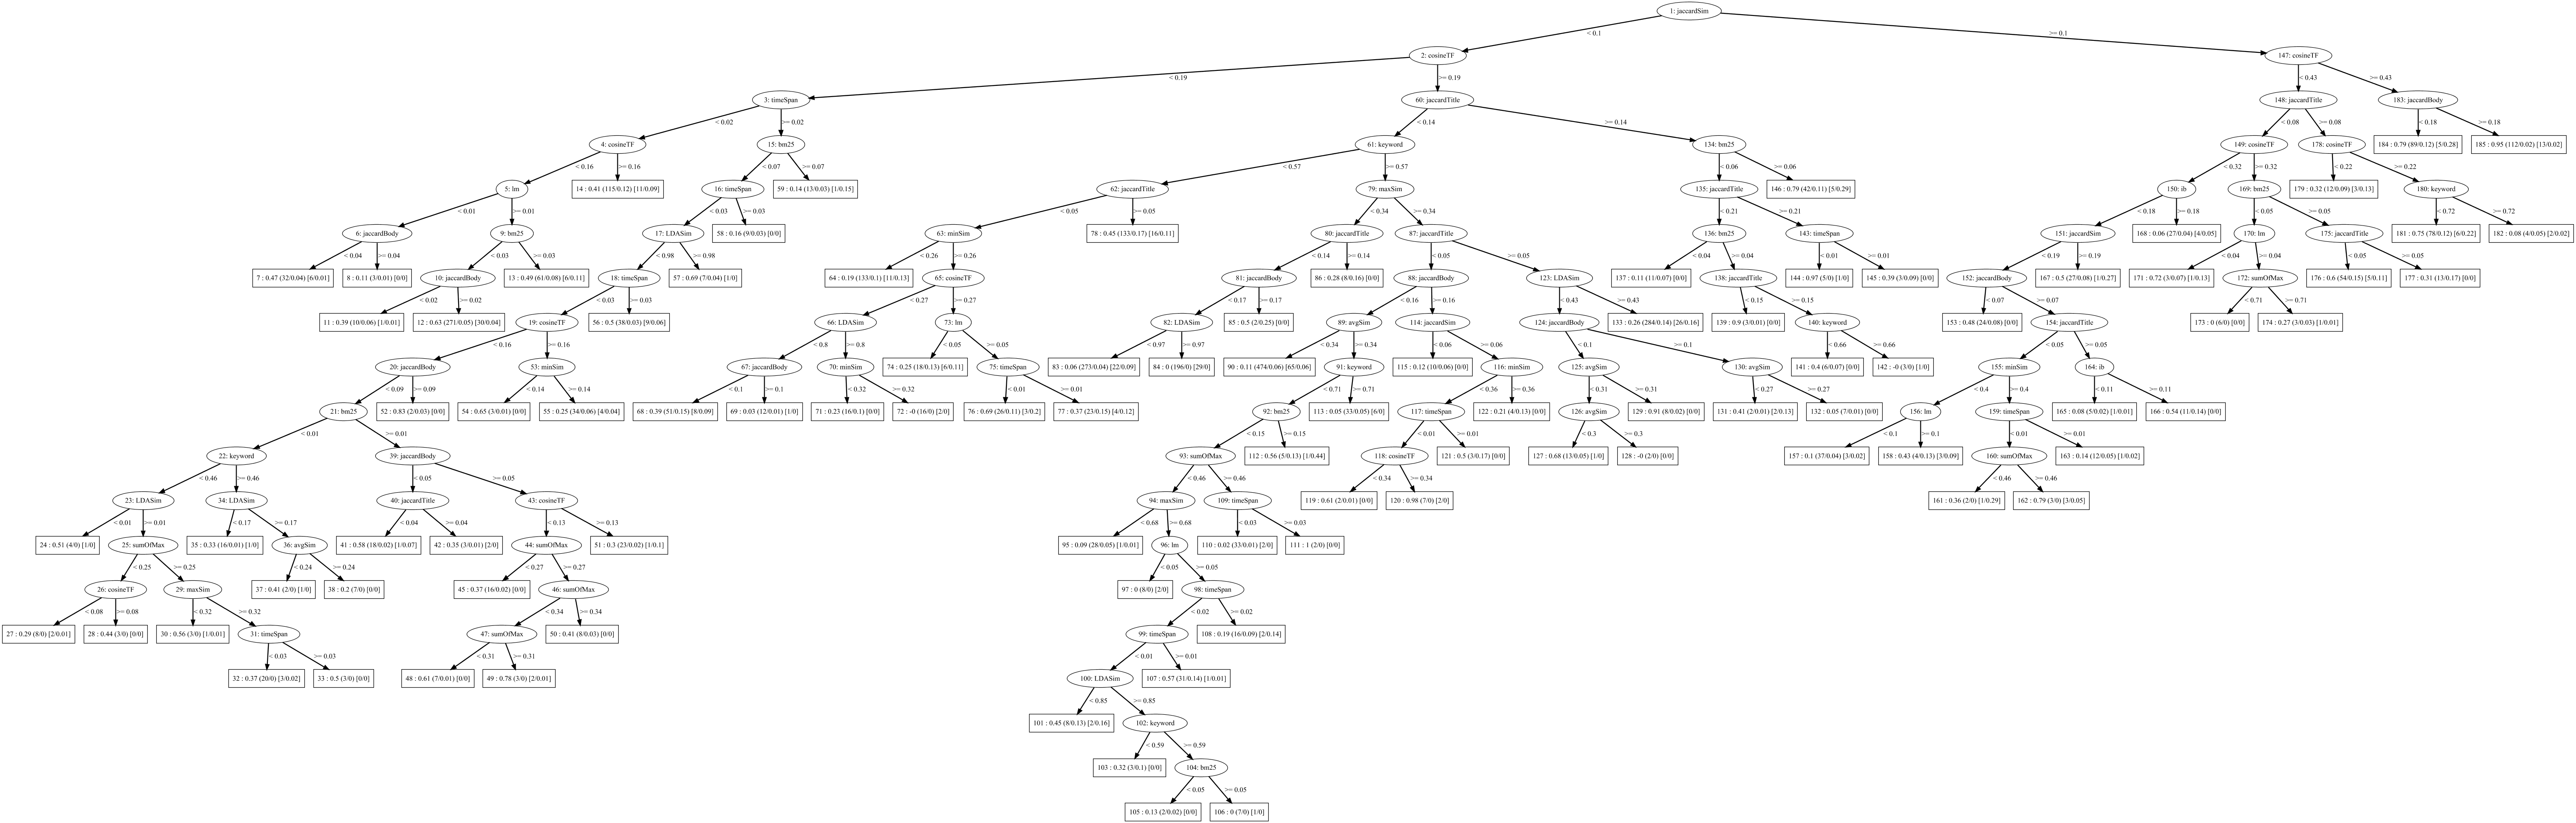 1: jaccardSim
< 0.1
>= 0.1
2: cosineTF
147: cosineTF
< 0.19
>= 0.19
< 0.43
>= 0.43
3: timeSpan
60: jaccardTitle
148: jaccardTitle
183: jaccardBody
< 0.02
>= 0.02
< 0.14
>= 0.14
< 0.08
>= 0.08
< 0.18
>= 0.18
4: cosineTF
15: bm25
61: keyword
134: bm25
149: cosineTF
178: cosineTF
184 : 0.79 (89/0.12) [5/0.28]
185 : 0.95 (112/0.02) [13/0.02]
< 0.16
>= 0.16
< 0.07
>= 0.07
< 0.57
>= 0.57
< 0.06
>= 0.06
< 0.32
>= 0.32
< 0.22
>= 0.22
5: lm
14 : 0.41 (115/0.12) [11/0.09]
16: timeSpan
59 : 0.14 (13/0.03) [1/0.15]
62: jaccardTitle
79: maxSim
135: jaccardTitle
146 : 0.79 (42/0.11) [5/0.29]
150: ib
169: bm25
179 : 0.32 (12/0.09) [3/0.13]
180: keyword
< 0.01
>= 0.01
< 0.03
>= 0.03
< 0.05
>= 0.05
< 0.34
>= 0.34
< 0.21
>= 0.21
< 0.18
>= 0.18
< 0.05
>= 0.05
< 0.72
>= 0.72
6: jaccardBody
9: bm25
17: LDASim
58 : 0.16 (9/0.03) [0/0]
63: minSim
78 : 0.45 (133/0.17) [16/0.11]
80: jaccardTitle
87: jaccardTitle
136: bm25
143: timeSpan
151: jaccardSim
168 : 0.06 (27/0.04) [4/0.05]
170: lm
175: jaccardTitle
181 : 0.75 (78/0.12) [6/0.22]
182 : 0.08 (4/0.05) [2/0.02]
< 0.04
>= 0.04
< 0.03
>= 0.03
< 0.98
>= 0.98
< 0.26
>= 0.26
< 0.14
>= 0.14
< 0.05
>= 0.05
< 0.04
>= 0.04
< 0.01
>= 0.01
< 0.19
>= 0.19
< 0.04
>= 0.04
< 0.05
>= 0.05
7 : 0.47 (32/0.04) [6/0.01]
8 : 0.11 (3/0.01) [0/0]
10: jaccardBody
13 : 0.49 (61/0.08) [6/0.11]
18: timeSpan
57 : 0.69 (7/0.04) [1/0]
64 : 0.19 (133/0.1) [11/0.13]
65: cosineTF
81: jaccardBody
86 : 0.28 (8/0.16) [0/0]
88: jaccardBody
123: LDASim
137 : 0.11 (11/0.07) [0/0]
138: jaccardTitle
144 : 0.97 (5/0) [1/0]
145 : 0.39 (3/0.09) [0/0]
152: jaccardBody
167 : 0.5 (27/0.08) [1/0.27]
171 : 0.72 (3/0.07) [1/0.13]
172: sumOfMax
176 : 0.6 (54/0.15) [5/0.11]
177 : 0.31 (13/0.17) [0/0]
< 0.02
>= 0.02
< 0.03
>= 0.03
< 0.27
>= 0.27
< 0.17
>= 0.17
< 0.16
>= 0.16
< 0.43
>= 0.43
< 0.15
>= 0.15
< 0.07
>= 0.07
< 0.71
>= 0.71
11 : 0.39 (10/0.06) [1/0.01]
12 : 0.63 (271/0.05) [30/0.04]
19: cosineTF
56 : 0.5 (38/0.03) [9/0.06]
66: LDASim
73: lm
82: LDASim
85 : 0.5 (2/0.25) [0/0]
89: avgSim
114: jaccardSim
124: jaccardBody
133 : 0.26 (284/0.14) [26/0.16]
139 : 0.9 (3/0.01) [0/0]
140: keyword
153 : 0.48 (24/0.08) [0/0]
154: jaccardTitle
173 : 0 (6/0) [0/0]
174 : 0.27 (3/0.03) [1/0.01]
< 0.16
>= 0.16
< 0.8
>= 0.8
< 0.05
>= 0.05
< 0.97
>= 0.97
< 0.34
>= 0.34
< 0.06
>= 0.06
< 0.1
>= 0.1
< 0.66
>= 0.66
< 0.05
>= 0.05
20: jaccardBody
53: minSim
67: jaccardBody
70: minSim
74 : 0.25 (18/0.13) [6/0.11]
75: timeSpan
83 : 0.06 (273/0.04) [22/0.09]
84 : 0 (196/0) [29/0]
90 : 0.11 (474/0.06) [65/0.06]
91: keyword
115 : 0.12 (10/0.06) [0/0]
116: minSim
125: avgSim
130: avgSim
141 : 0.4 (6/0.07) [0/0]
142 : -0 (3/0) [1/0]
155: minSim
164: ib
< 0.09
>= 0.09
< 0.14
>= 0.14
< 0.1
>= 0.1
< 0.32
>= 0.32
< 0.01
>= 0.01
< 0.71
>= 0.71
< 0.36
>= 0.36
< 0.31
>= 0.31
< 0.27
>= 0.27
< 0.4
>= 0.4
< 0.11
>= 0.11
21: bm25
52 : 0.83 (2/0.03) [0/0]
54 : 0.65 (3/0.01) [0/0]
55 : 0.25 (34/0.06) [4/0.04]
68 : 0.39 (51/0.15) [8/0.09]
69 : 0.03 (12/0.01) [1/0]
71 : 0.23 (16/0.1) [0/0]
72 : -0 (16/0) [2/0]
76 : 0.69 (26/0.11) [3/0.2]
77 : 0.37 (23/0.15) [4/0.12]
92: bm25
113 : 0.05 (33/0.05) [6/0]
117: timeSpan
122 : 0.21 (4/0.13) [0/0]
126: avgSim
129 : 0.91 (8/0.02) [0/0]
131 : 0.41 (2/0.01) [2/0.13]
132 : 0.05 (7/0.01) [0/0]
156: lm
159: timeSpan
165 : 0.08 (5/0.02) [1/0.01]
166 : 0.54 (11/0.14) [0/0]
< 0.01
>= 0.01
< 0.15
>= 0.15
< 0.01
>= 0.01
< 0.3
>= 0.3
< 0.1
>= 0.1
< 0.01
>= 0.01
22: keyword
39: jaccardBody
93: sumOfMax
112 : 0.56 (5/0.13) [1/0.44]
118: cosineTF
121 : 0.5 (3/0.17) [0/0]
127 : 0.68 (13/0.05) [1/0]
128 : -0 (2/0) [0/0]
157 : 0.1 (37/0.04) [3/0.02]
158 : 0.43 (4/0.13) [3/0.09]
160: sumOfMax
163 : 0.14 (12/0.05) [1/0.02]
< 0.46
>= 0.46
< 0.05
>= 0.05
< 0.46
>= 0.46
< 0.34
>= 0.34
< 0.46
>= 0.46
23: LDASim
34: LDASim
40: jaccardTitle
43: cosineTF
94: maxSim
109: timeSpan
119 : 0.61 (2/0.01) [0/0]
120 : 0.98 (7/0) [2/0]
161 : 0.36 (2/0) [1/0.29]
162 : 0.79 (3/0) [3/0.05]
< 0.01
>= 0.01
< 0.17
>= 0.17
< 0.04
>= 0.04
< 0.13
>= 0.13
< 0.68
>= 0.68
< 0.03
>= 0.03
24 : 0.51 (4/0) [1/0]
25: sumOfMax
35 : 0.33 (16/0.01) [1/0]
36: avgSim
41 : 0.58 (18/0.02) [1/0.07]
42 : 0.35 (3/0.01) [2/0]
44: sumOfMax
51 : 0.3 (23/0.02) [1/0.1]
95 : 0.09 (28/0.05) [1/0.01]
96: lm
110 : 0.02 (33/0.01) [2/0]
111 : 1 (2/0) [0/0]
< 0.25
>= 0.25
< 0.24
>= 0.24
< 0.27
>= 0.27
< 0.05
>= 0.05
26: cosineTF
29: maxSim
37 : 0.41 (2/0) [1/0]
38 : 0.2 (7/0) [0/0]
45 : 0.37 (16/0.02) [0/0]
46: sumOfMax
97 : 0 (8/0) [2/0]
98: timeSpan
< 0.08
>= 0.08
< 0.32
>= 0.32
< 0.34
>= 0.34
< 0.02
>= 0.02
27 : 0.29 (8/0) [2/0.01]
28 : 0.44 (3/0) [0/0]
30 : 0.56 (3/0) [1/0.01]
31: timeSpan
47: sumOfMax
50 : 0.41 (8/0.03) [0/0]
99: timeSpan
108 : 0.19 (16/0.09) [2/0.14]
< 0.03
>= 0.03
< 0.31
>= 0.31
< 0.01
>= 0.01
32 : 0.37 (20/0) [3/0.02]
33 : 0.5 (3/0) [0/0]
48 : 0.61 (7/0.01) [0/0]
49 : 0.78 (3/0) [2/0.01]
100: LDASim
107 : 0.57 (31/0.14) [1/0.01]
< 0.85
>= 0.85
101 : 0.45 (8/0.13) [2/0.16]
102: keyword
< 0.59
>= 0.59
103 : 0.32 (3/0.1) [0/0]
104: bm25
< 0.05
>= 0.05
105 : 0.13 (2/0.02) [0/0]
106 : 0 (7/0) [1/0]